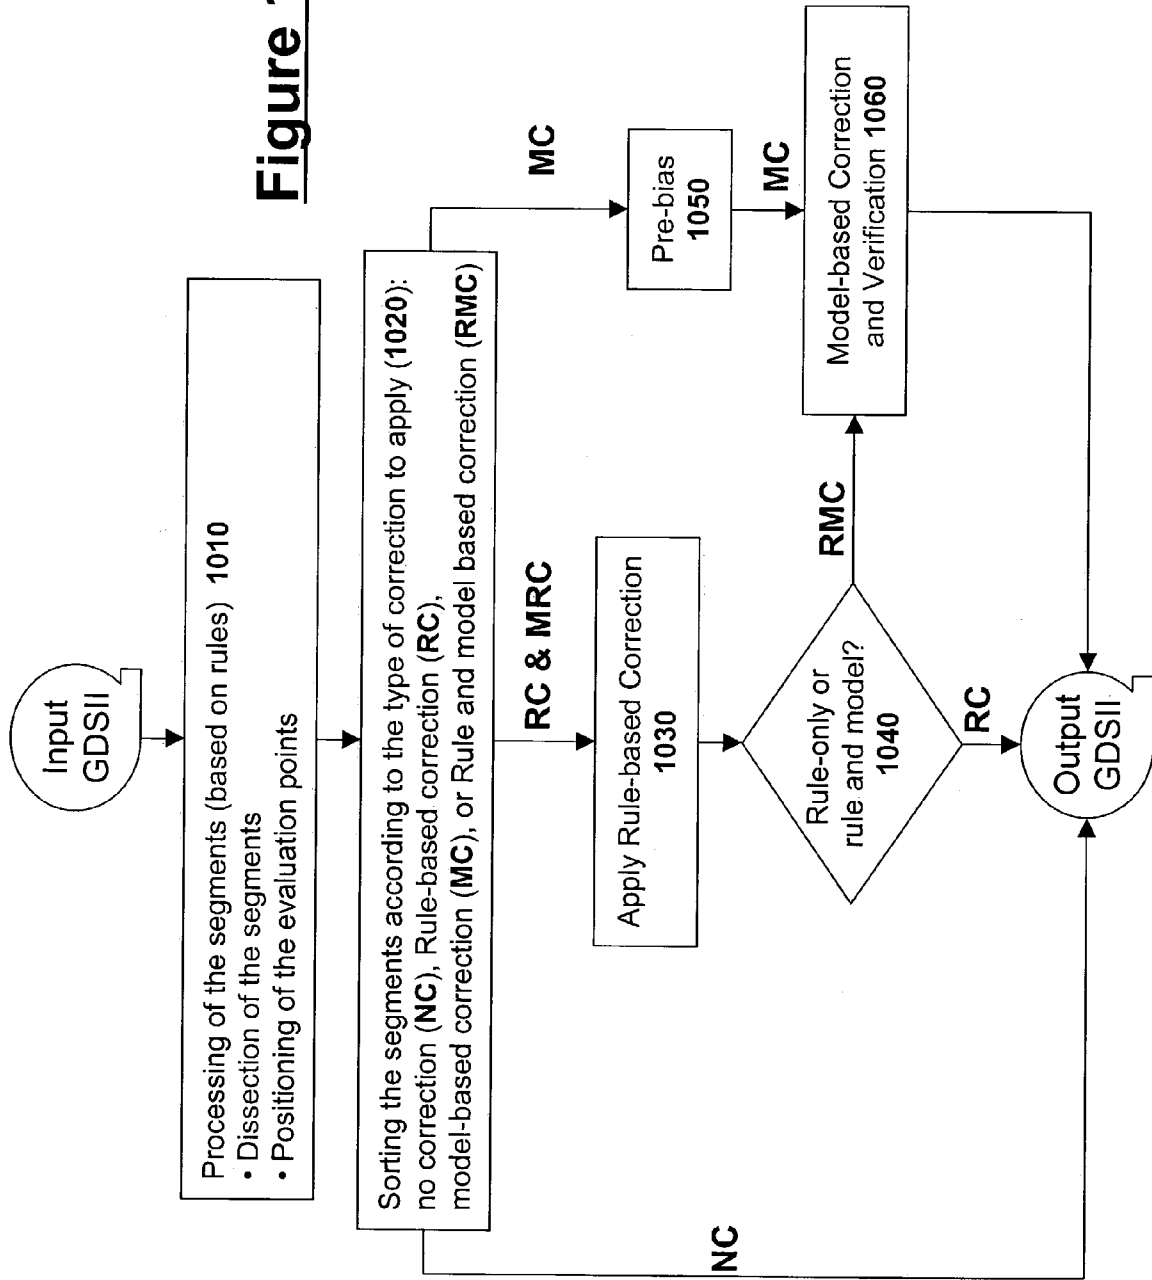 Figure
Input
GDSII
Processing of the segments (based on rules) 1010
• Dissection of the segments
• Positioning of the evaluation points
Sorting the segments according to the type of correction to apply (1020):
no correction (NC), Rule-based correction (RC),
model-based correction (MC), or Rule and model based correction (RMC)
NC
RC & MRC
MC
Apply Rule-based Correction
1030
Pre-bias
1050
MC
Rule-only or
rule and model?
1040
RMC
Model-based Correction
and Verification 1060
RC
Output
GDSII